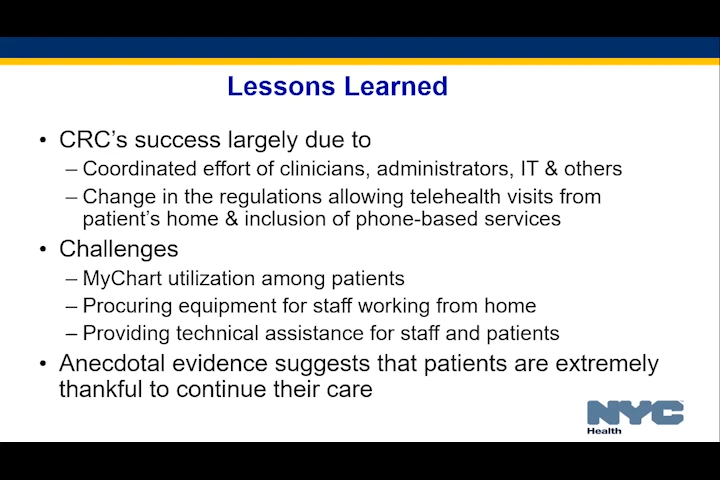 Lessons Learned
• CRC's success largely due to
– Coordinated effort of clinicians, administrators, IT & others
– Change in the regulations allowing telehealth visits from
patient's home & inclusion of phone-based services
• Challenges
– MyChart utilization among patients
– Procuring equipment for staff working from home
– Providing technical assistance for staff and patients
• Anecdotal evidence suggests that patients are extremely
thankful to continue their care
NYC
Health